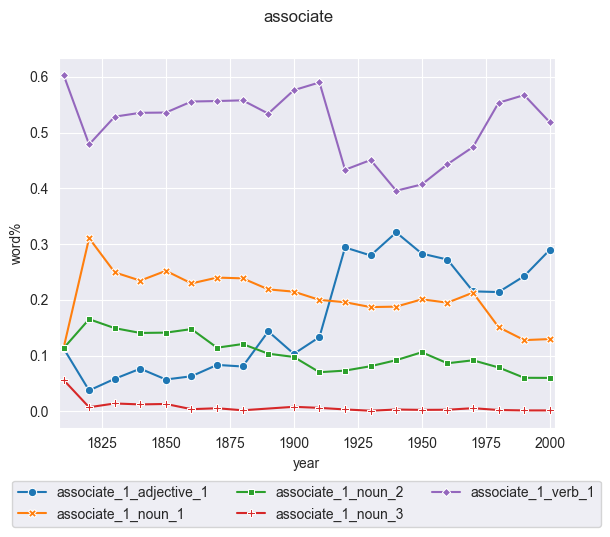 associate
0.6
0.5
0.4
0.3
0.2
0.1
0.0
word%
1825 1850 1875 1900 1925 1950 1975 2000
year
associate_1_adjective_1 associate_1_noun_2 associate_1_verb_1
associate_1_noun_1 associate_1_noun_3